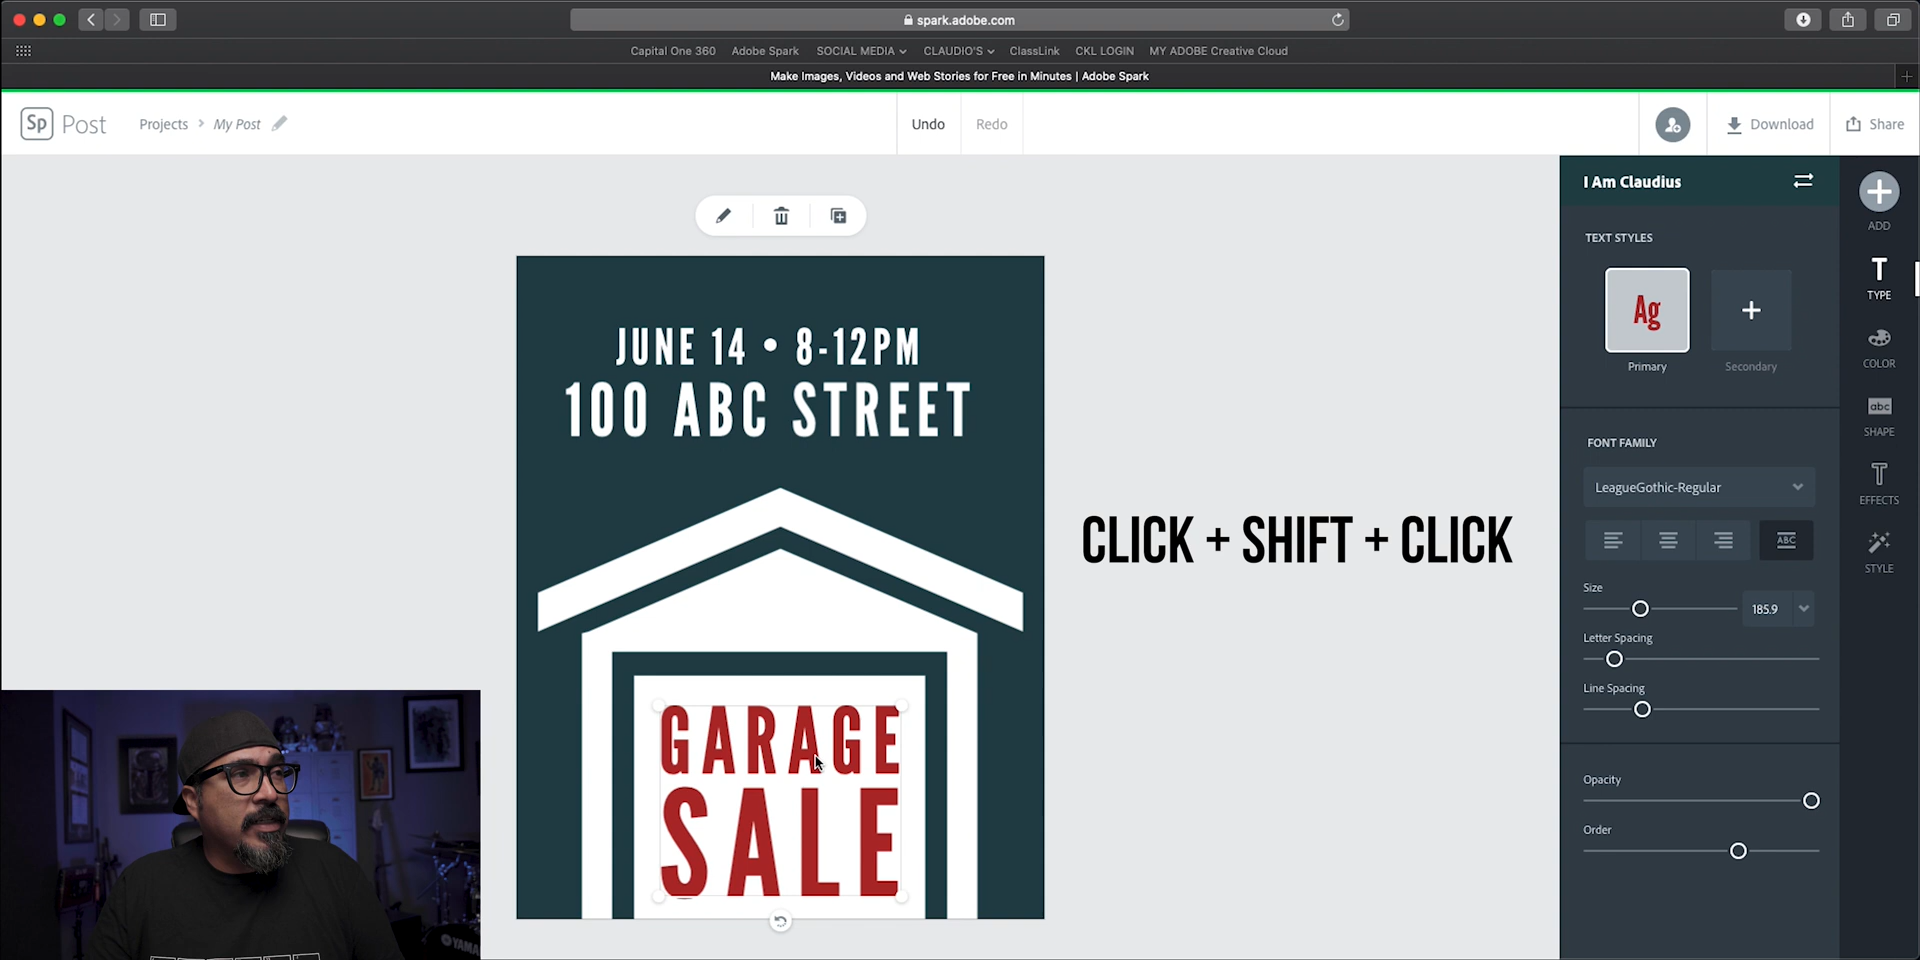 spark.adobe.com
Capital One 360 Adobe Spark SOCIAL MEDIA CLAUDIO'S ClassLink CKL LOGIN MY ADOBE Creative Cloud
Make Images, Videos and Web Stories for Free in Minutes | Adobe Spark
Sp Post Projects > My Post Undo Redo Download Share
I Am Claudius
ADD
TEXT STYLES
Ag
Primary Secondary
T
TYPE
COLOR
abc
SHAPE
T
EFFECTS
STYLE
FONT FAMILY
LeagueGothic-Regular
ABC
Size
185.9
Letter Spacing
Line Spacing
Opacity
Order
JUNE 14 • 8-12PM
100 ABC STREET
CLICK + SHIFT + CLICK
GARAGE
SALE
YAMA